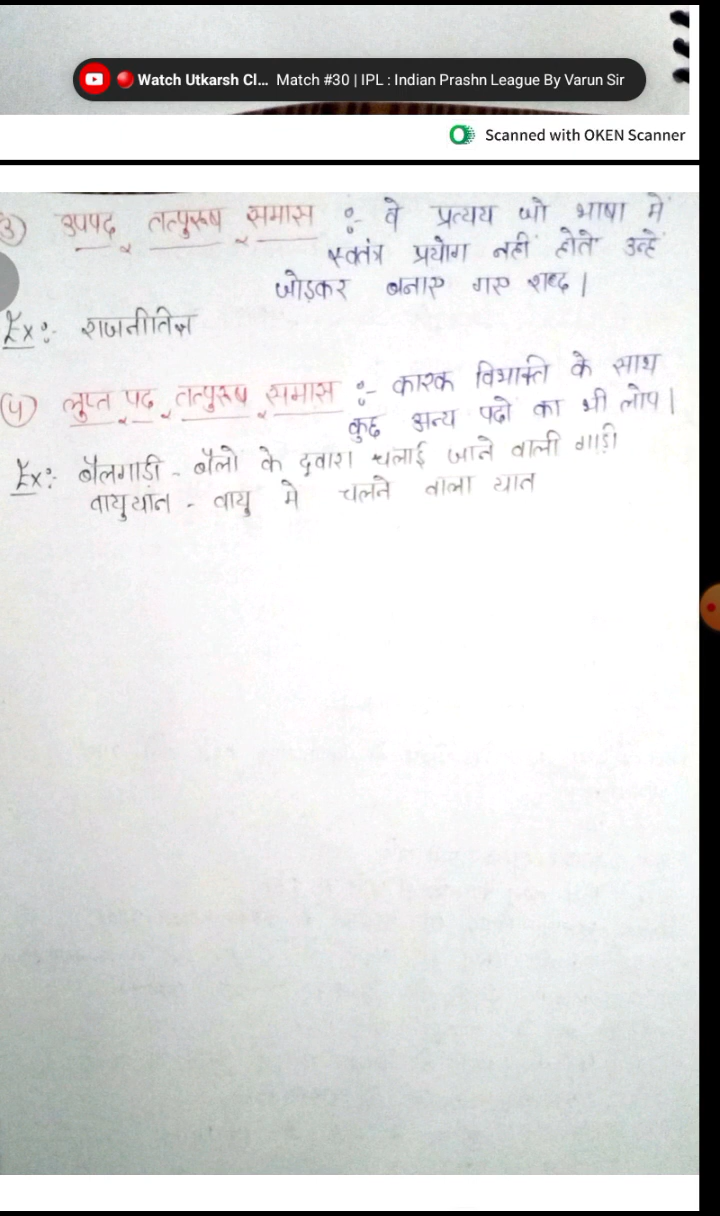 Watch Utkarsh Cl... Match #30 | IPL : Indian Prashn League By Varun Sir
Scanned with OKEN Scanner
3) उपपद तत्पुरूष समास :- वे प्रत्यय जो भाषा में
स्वतंत्र प्रयोग नहीं होते उन्हें
जोड़कर बनाए गए शब्द |
Ex:- राजनीतिज्ञ
(4) लुप्त पद तत्पुरूष समास :- कारक विभक्ति के साथ
कुछ अन्य पदो का भी लोप |
Ex:- बैलगाड़ी - बैलो के द्वारा चलाई जाने वाली गाड़ी
वायुयान - वायु मे चलने वाला यान